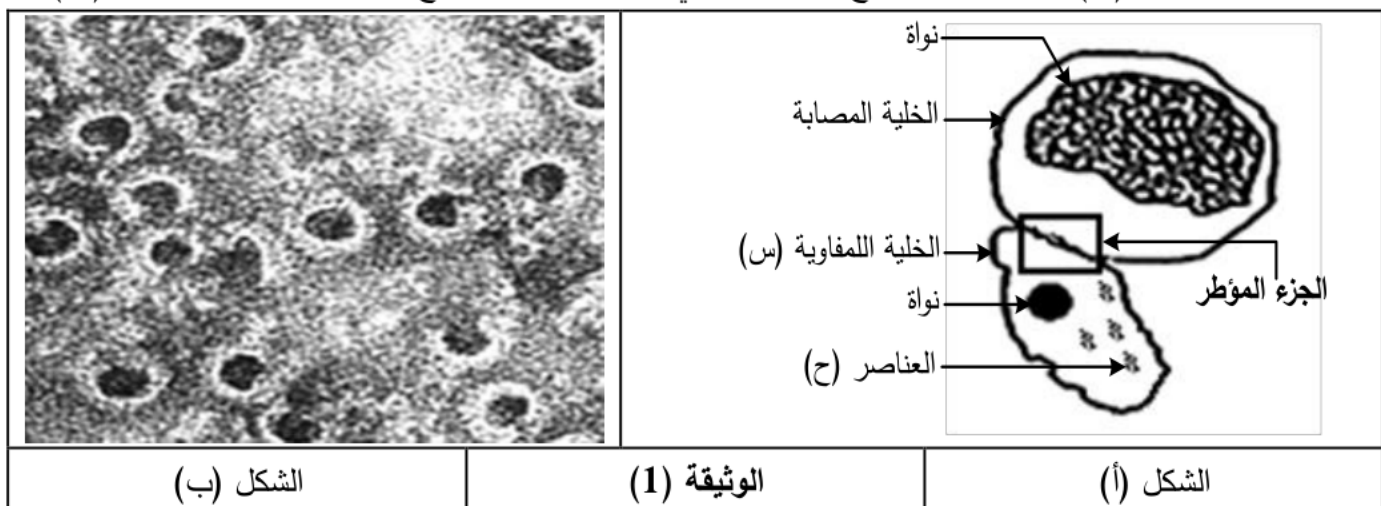 نواة
الخلية المصابة
الخلية اللمفاوية (س)
الجزء المؤطر
نواة
العناصر (ح)
الشكل (أ)
الوثيقة (1)
الشكل (ب)